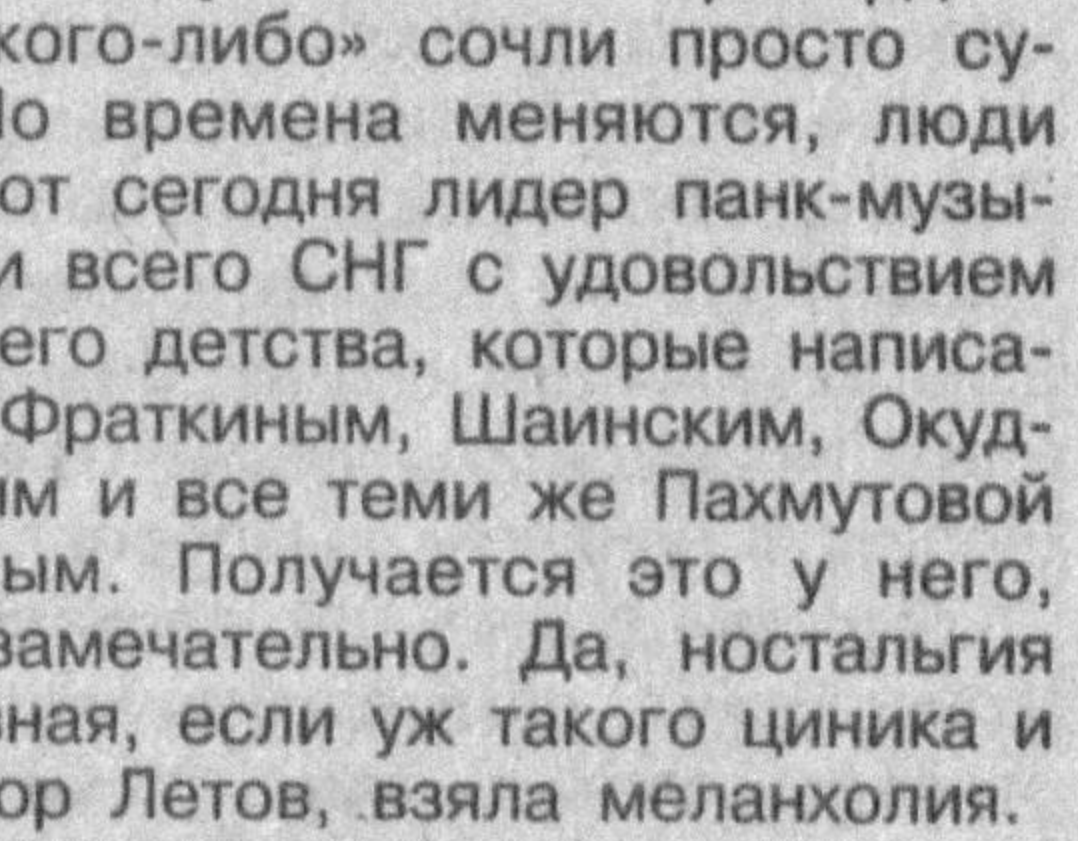 кого-либо» сочли просто су-
о времена меняются, люди
от сегодня лидер панк-музы-
и всего СНГ с удовольствием
его детства, которые написа-
Фраткиным, Шаинским, Окуд-
ым и все теми же Пахмутовой
ым. Получается это у него,
замечательно. Да, ностальгия
ная, если уж такого циника и
ор Летов, взяла меланхолия.